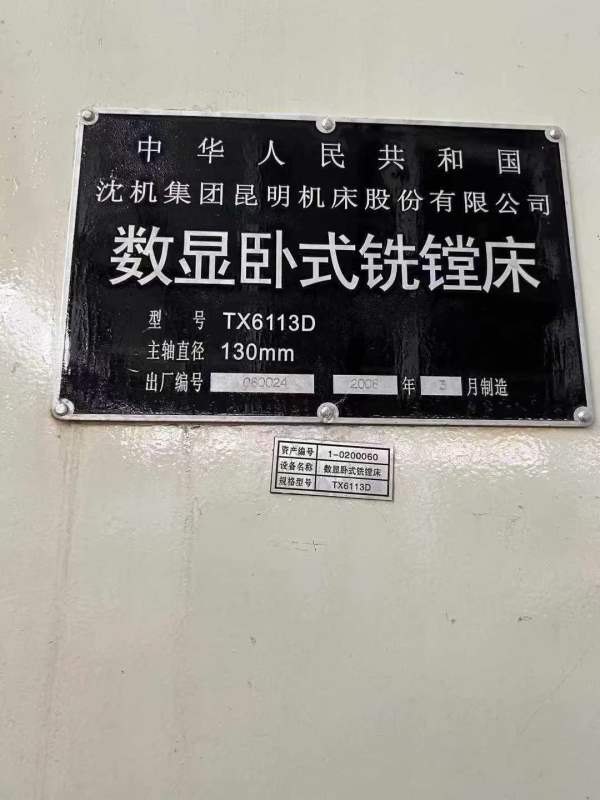 中华人民共和国
沈机集团昆明机床股份有限公司
数显卧式铣镗床
型 号 TX6113D
主轴直径 130mm
出厂编号 060024 2006 年 3 月制造
资产编号 1-0200060
设备名称 数显卧式铣镗床
规格型号 TX6113D